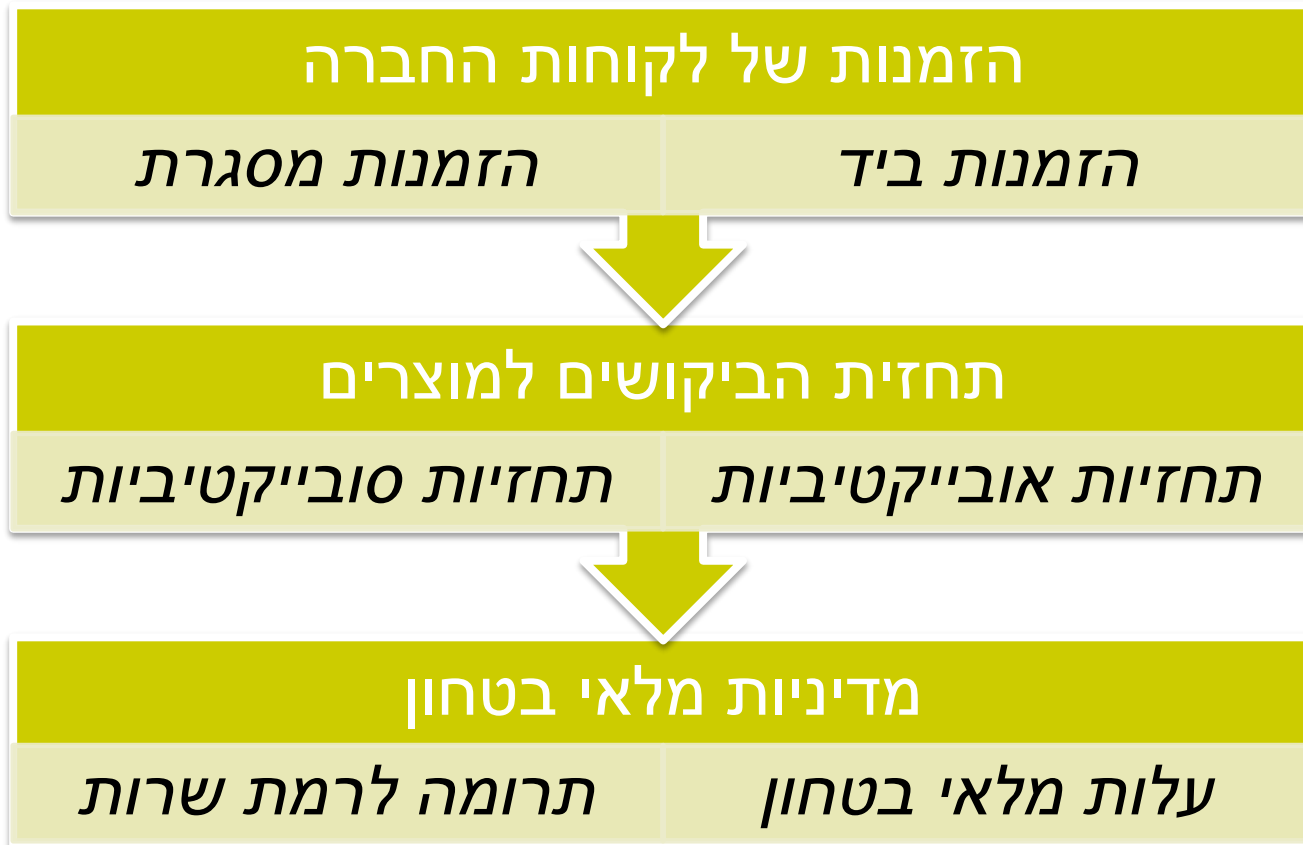 הזמנות של לקוחות החברה
הזמנות ביד
הזמנות מסגרת
תחזית הביקושים למוצרים
תחזיות אובייקטיביות
תחזיות סובייקטיביות
מדיניות מלאי בטחון
עלות מלאי בטחון
תרומה לרמת שרות